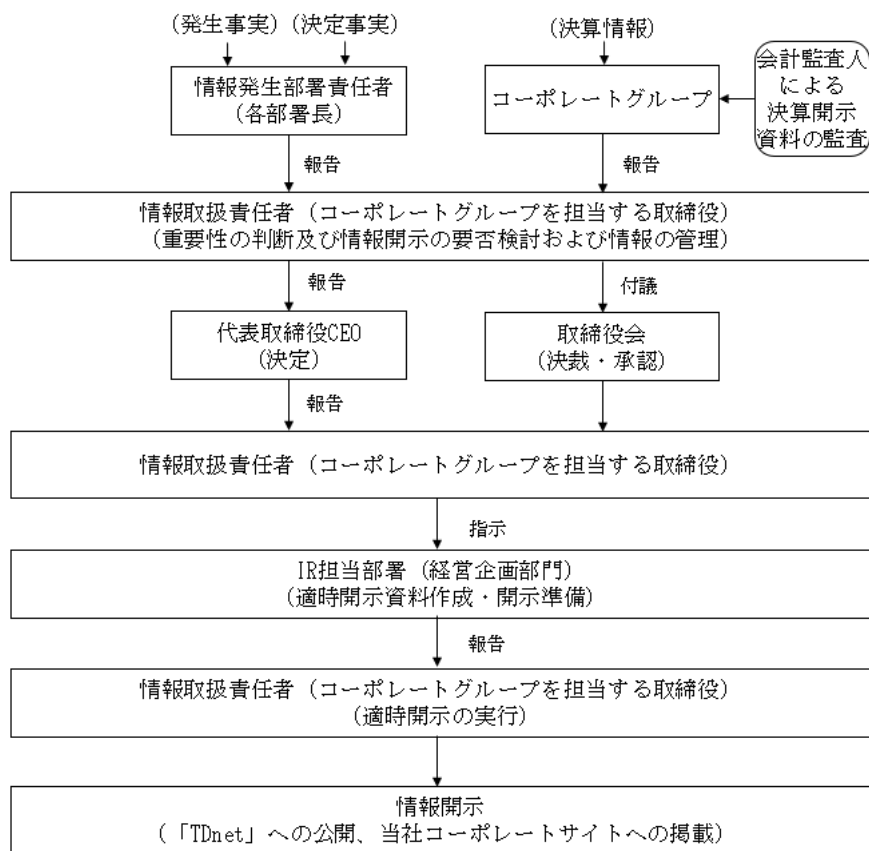 (発生事実)(決定事実)
(決算情報)
情報発生部署責任者
(各部署長)
コーポレートグループ
会計監査人
による
決算開示
資料の監査
報告
報告
情報取扱責任者(コーポレートグループを担当する取締役)
(重要性の判断及び情報開示の要否検討および情報の管理)
報告
付議
代表取締役CEO
(決定)
取締役会
(決裁・承認)
報告
情報取扱責任者(コーポレートグループを担当する取締役)
指示
IR担当部署(経営企画部門)
(適時開示資料作成・開示準備)
報告
情報取扱責任者(コーポレートグループを担当する取締役)
(適時開示の実行)
情報開示
(「TDnet」への公開、当社コーポレートサイトへの掲載)